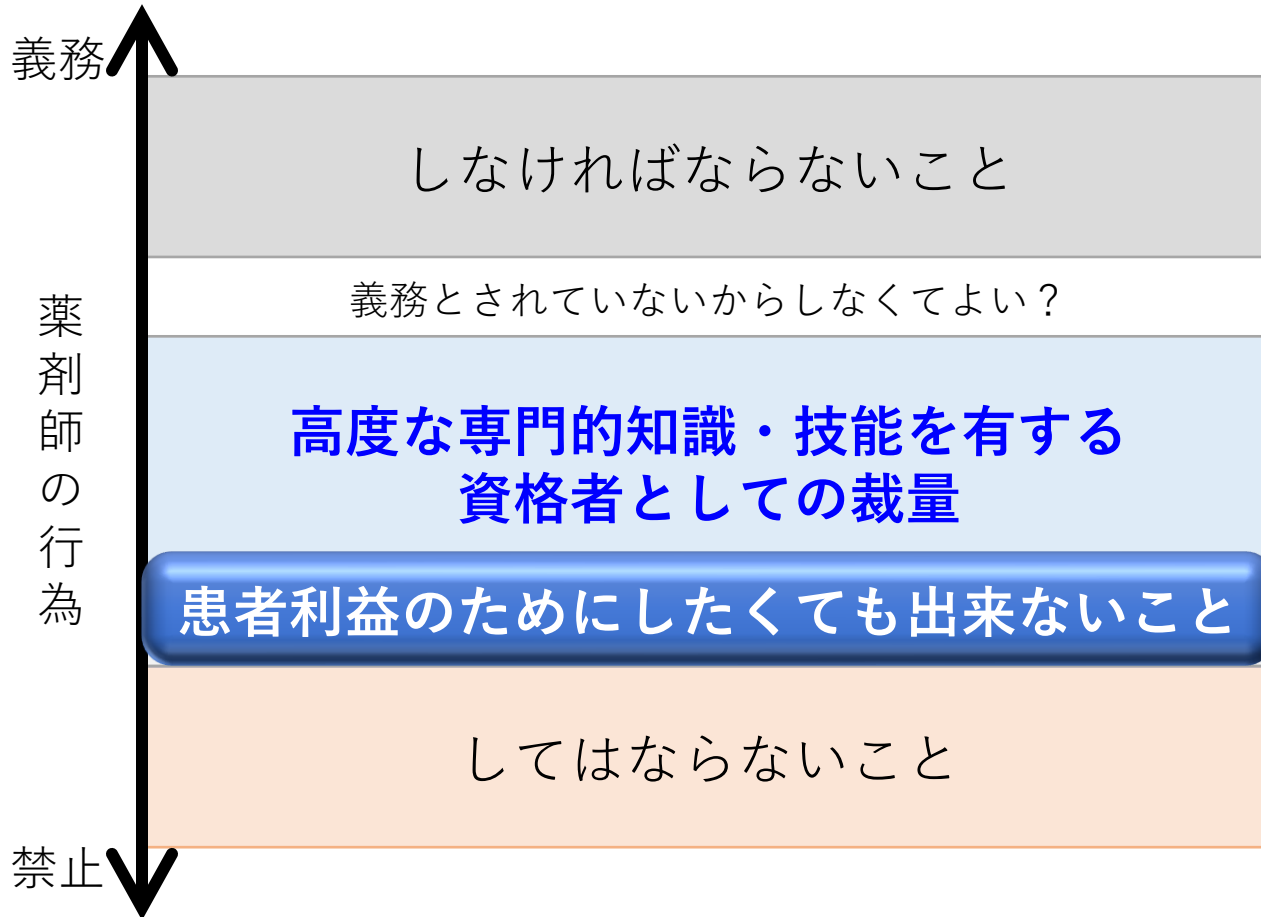 義務
しなければならないこと
義務とされていないからしなくてよい？
薬剤師の行為
高度な専門的知識・技能を有する
資格者としての裁量
患者利益のためにしたくても出来ないこと
してはならないこと
禁止